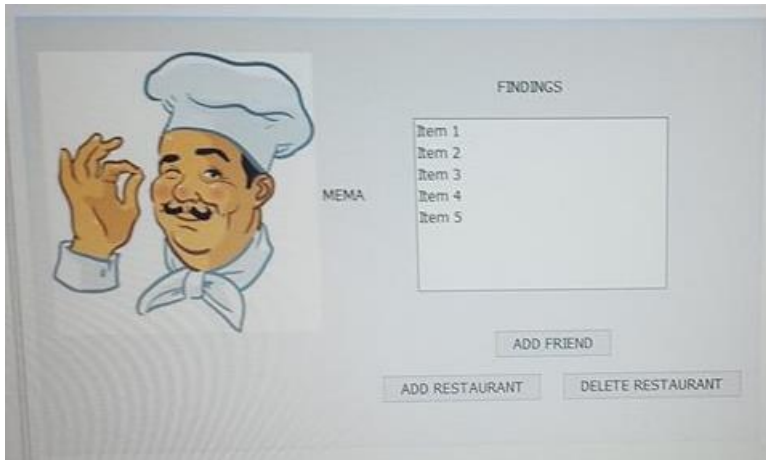 FINDINGS
Item 1
Item 2
Item 3
Item 4
Item 5
MEMA
ADD FRIEND
ADD RESTAURANT
DELETE RESTAURANT